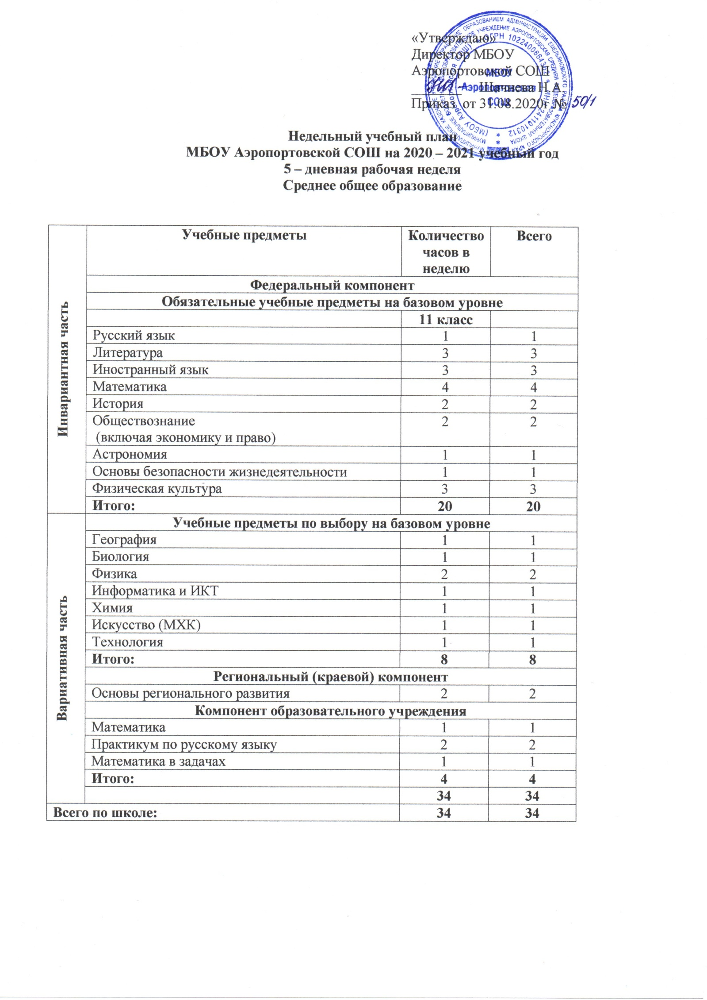 «Утверждаю»
Директор МБОУ
Аэропортовской СОШ
Н.А.
Приказ от 31.08.2020г № 50/1
МБОУ
Аэропортовская
СОШ
Недельный учебный план
МБОУ Аэропортовской СОШ на 2020 – 2021 учебный год
5 – дневная рабочая неделя
Среднее общее образование
Инвариантная часть
Учебные предметы Количество часов в неделю Всего
Федеральный компонент
Обязательные учебные предметы на базовом уровне
11 класс
Русский язык 1 1
Литература 3 3
Иностранный язык 3 3
Математика 4 4
История 2 2
Обществознание 2 2
(включая экономику и право)
Астрономия 1 1
Основы безопасности жизнедеятельности 1 1
Физическая культура 3 3
Итого: 20 20
Вариативная часть
Учебные предметы по выбору на базовом уровне
География 1 1
Биология 1 1
Физика 2 2
Информатика и ИКТ 1 1
Химия 1 1
Искусство (МХК) 1 1
Технология 1 1
Итого: 8 8
Региональный (краевой) компонент
Основы регионального развития 2 2
Компонент образовательного учреждения
Математика 1 1
Практикум по русскому языку 2 2
Математика в задачах 1 1
Итого: 4 4
34 34
Всего по школе: 34 34